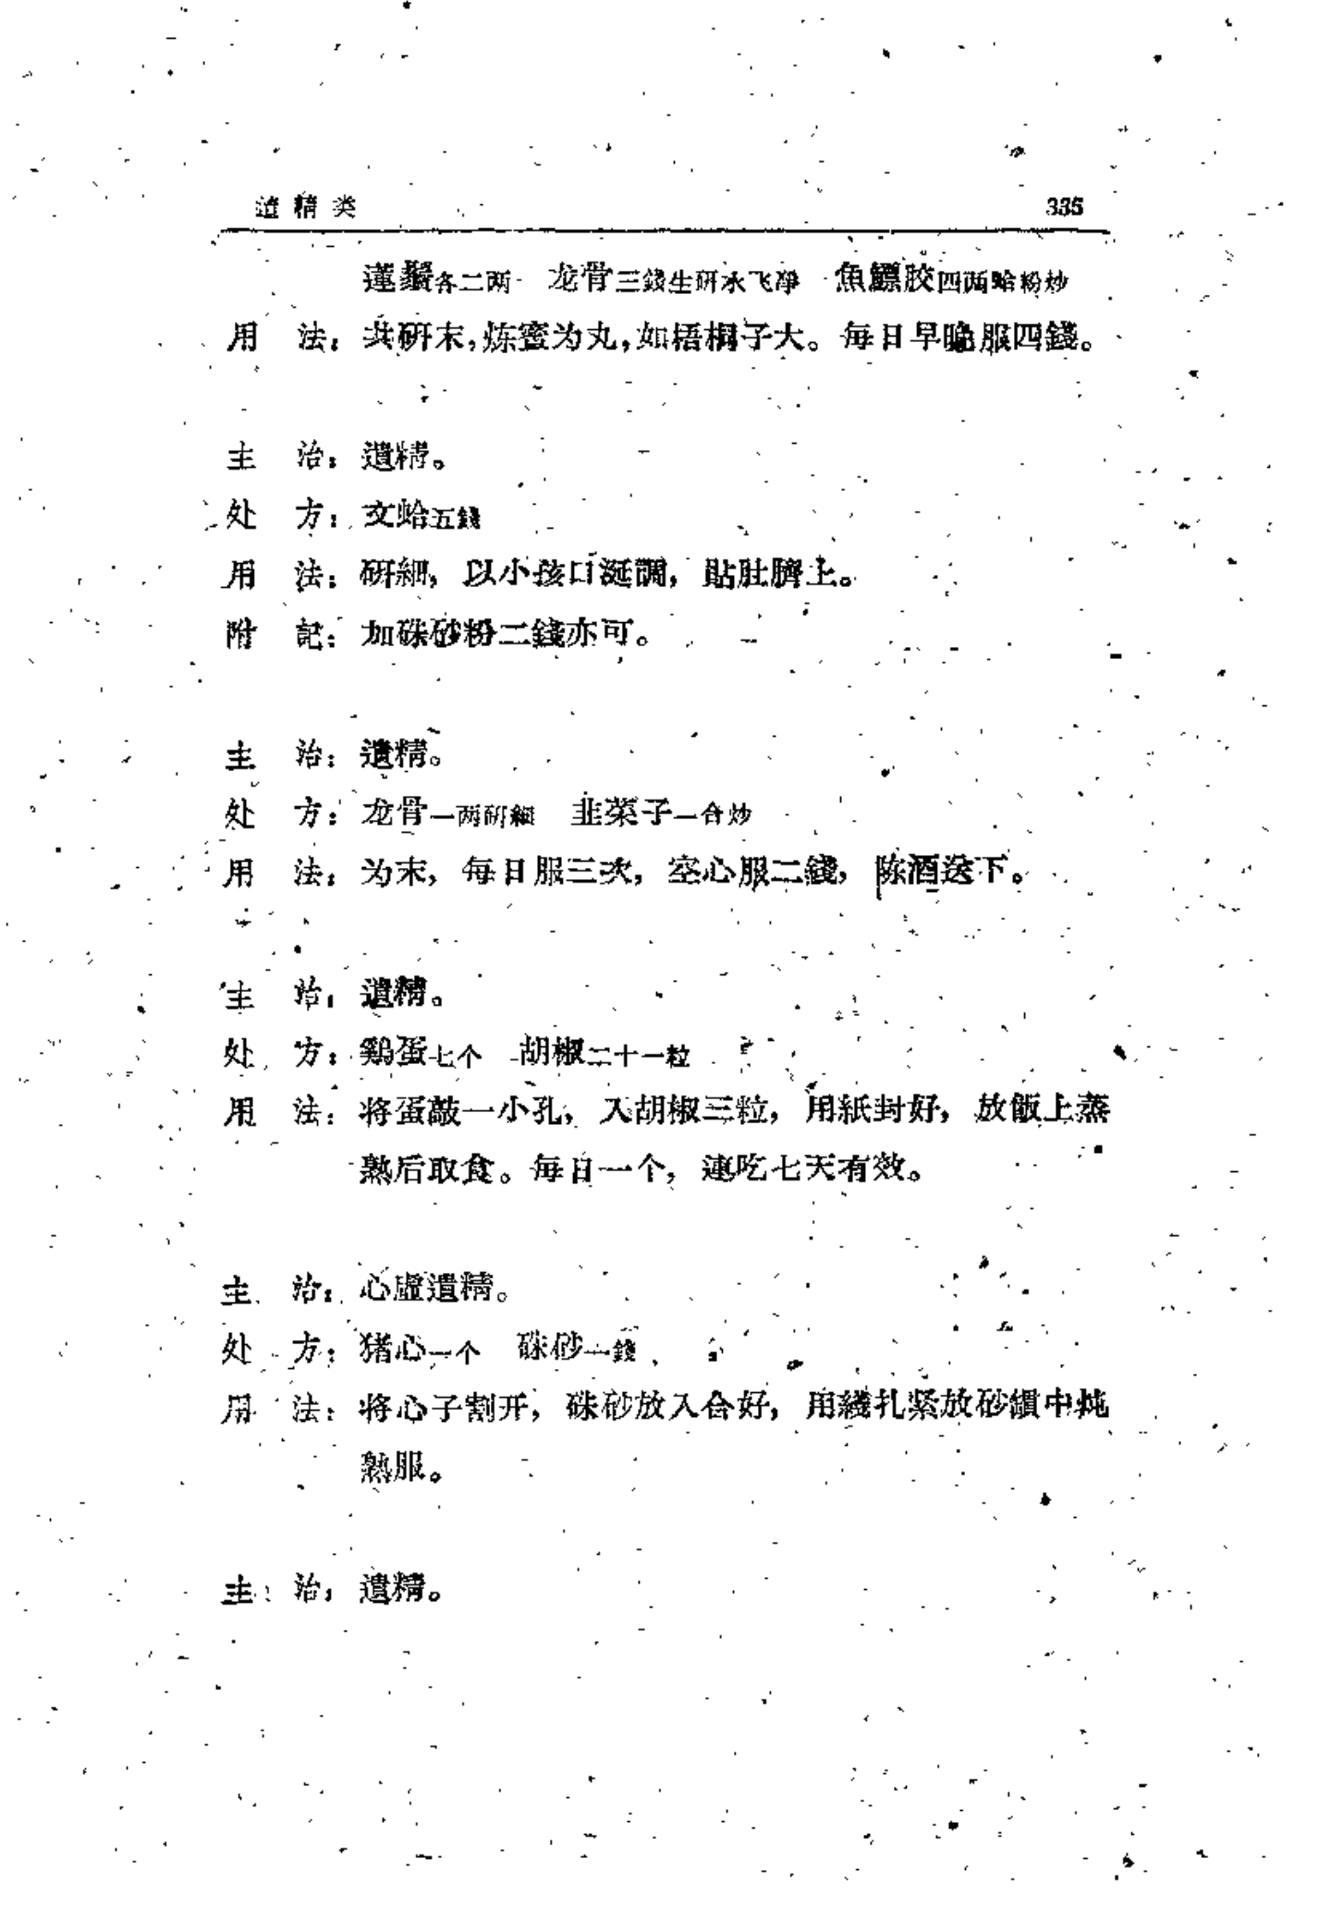 遺精类 335
蓮鬚各二两 龙骨三錢生研水飞净 魚鰾胶四两蛤粉炒
用 法：共研末，炼蜜为丸，如梧桐子大。每日早晚服四錢。
主 治：遺精。
处 方：文蛤五錢
用 法：研細，以小孩口涎調，貼肚臍上。
附 記：加硃砂粉二錢亦可。
主 治：遺精。
处 方：龙骨一两研細 韭菜子一合炒
用 法：为末，每日服三次，空心服二錢，陈酒送下。
主 治：遺精。
处 方：鷄蛋七个 胡椒二十一粒
用 法：将蛋敲一小孔，入胡椒三粒，用紙封好，放飯上蒸
熟后取食。每日一个，連吃七天有效。
主 治：心虛遺精。
处 方：猪心一个 硃砂一錢
用 法：将心子割开，硃砂放入合好，用綫扎紧放砂鑵中炖
熟服。
主 治：遺精。